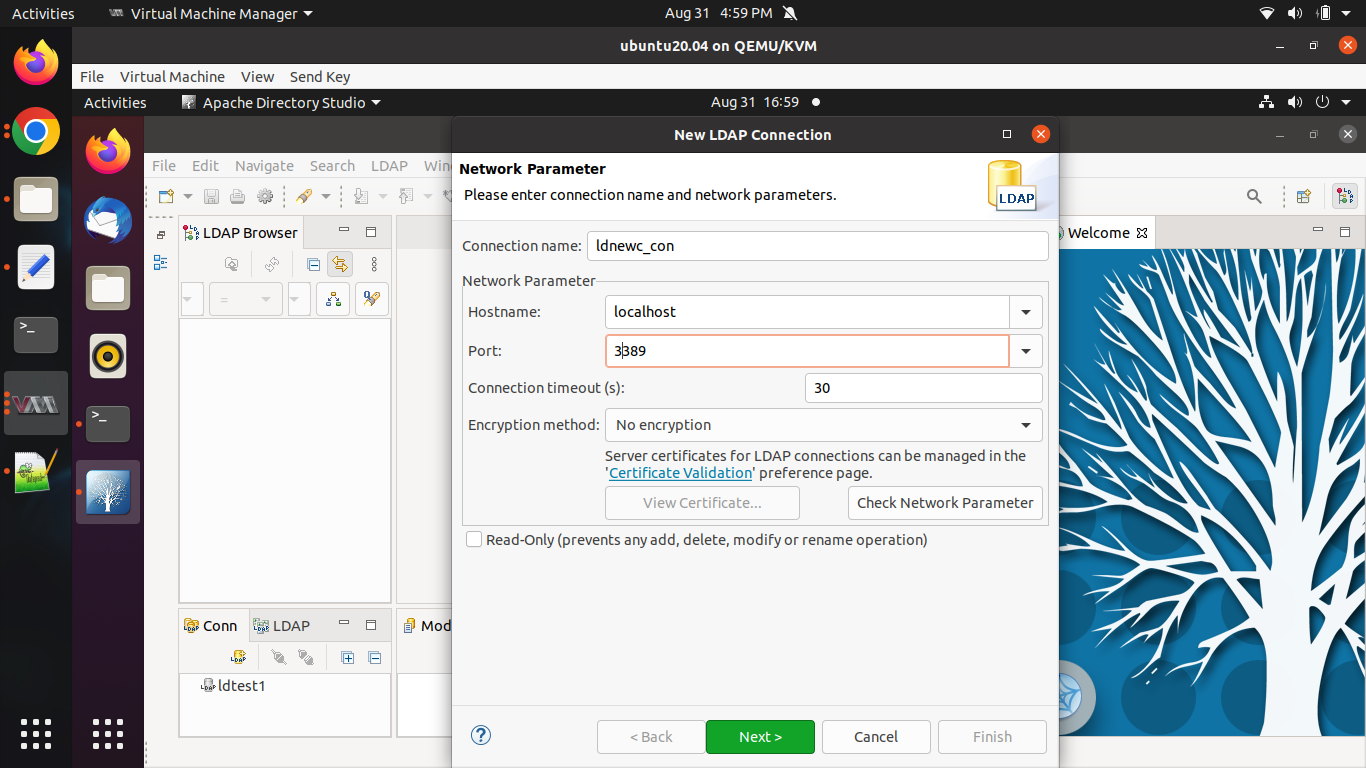 Activities Virtual Machine Manager Aug 31 4:59 PM
ubuntu20.04 on QEMU/KVM
File Virtual Machine View Send Key
Activities Apache Directory Studio Aug 31 16:59
New LDAP Connection
File Edit Navigate Search LDAP Win
Network Parameter
Please enter connection name and network parameters.
LDAP
LDAP Browser
Welcome
Connection name: ldnewc_con
Network Parameter
=
Hostname: localhost
Port: 3389
Connection timeout (s): 30
Encryption method: No encryption
Server certificates for LDAP connections can be managed in the
'Certificate Validation' preference page.
View Certificate... Check Network Parameter
Read-Only (prevents any add, delete, modify or rename operation)
Conn LDAP Mod
ldtest1
< Back Next > Cancel Finish